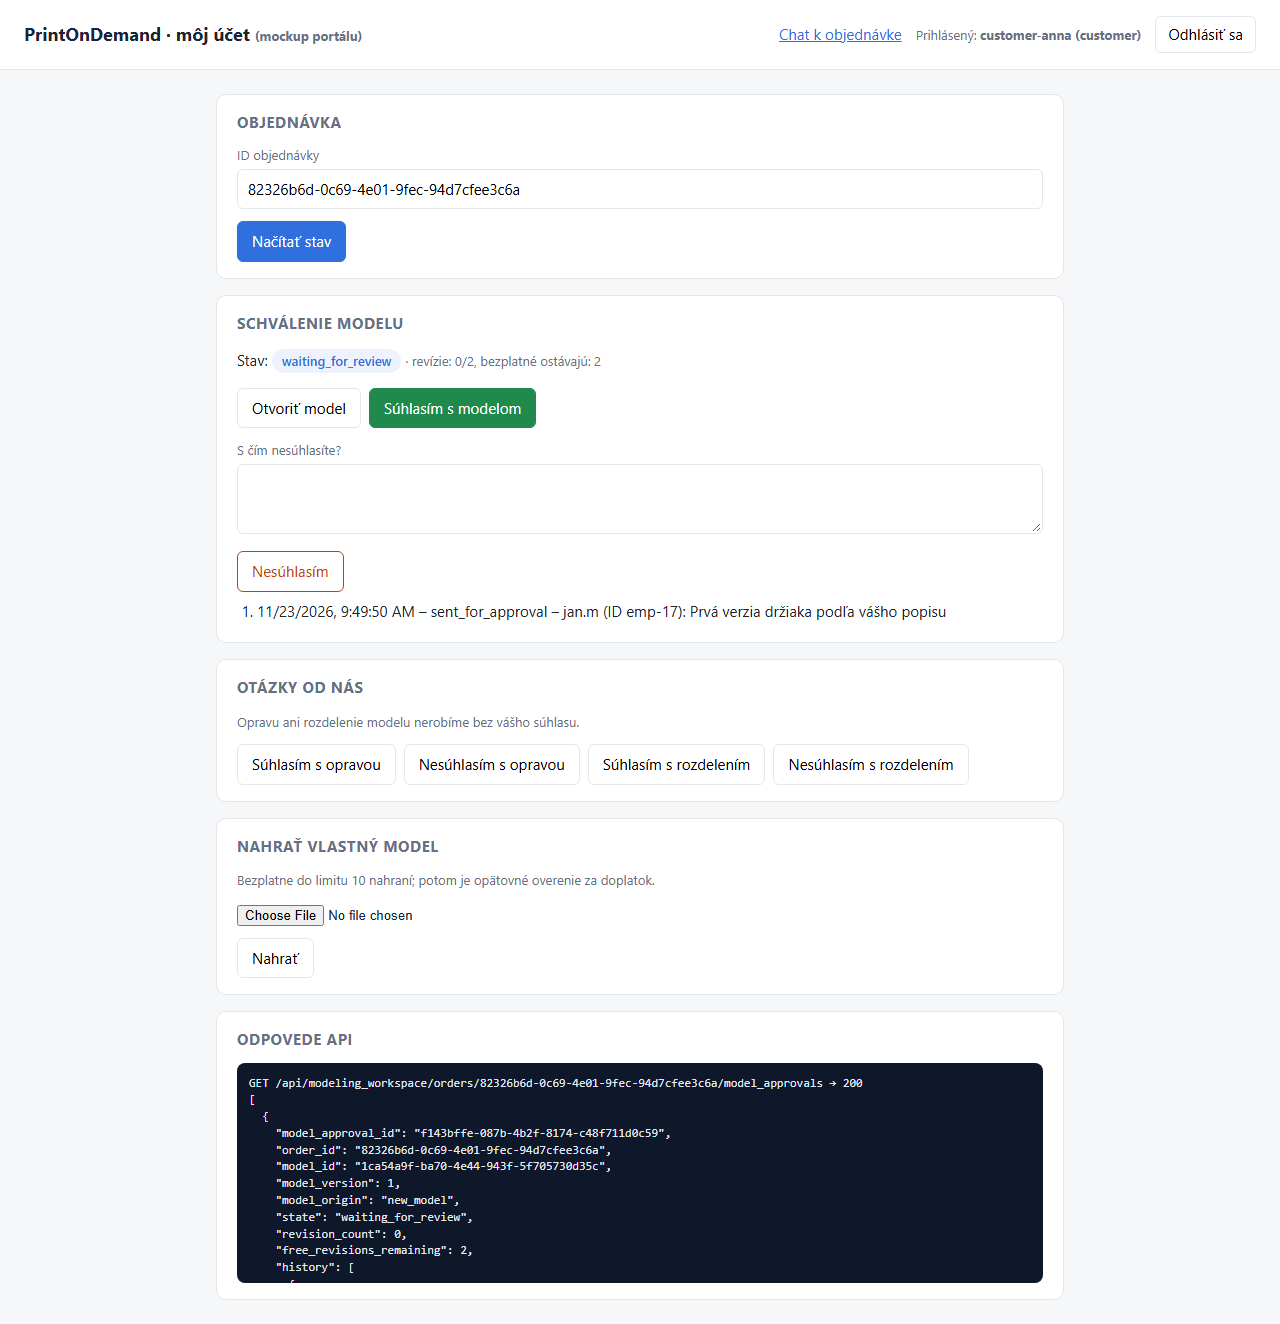 PrintOnDemand · môj účet (mockup portálu)
Chat k objednávke
Prihlásený: customer-anna (customer)
Odhlásiť sa
OBJEDNÁVKA
ID objednávky
82326b6d-0c69-4e01-9fec-94d7cfee3c6a
Načítať stav
SCHVÁLENIE MODELU
Stav: waiting_for_review · revízie: 0/2, bezplatné ostávajú: 2
Otvoriť model
Súhlasím s modelom
S čím nesúhlasíte?
Nesúhlasím
1. 11/23/2026, 9:49:50 AM – sent_for_approval – jan.m (ID emp-17): Prvá verzia držiaka podľa vášho popisu
OTÁZKY OD NÁS
Opravu ani rozdelenie modelu nerobíme bez vášho súhlasu.
Súhlasím s opravou
Nesúhlasím s opravou
Súhlasím s rozdelením
Nesúhlasím s rozdelením
NAHRAŤ VLASTNÝ MODEL
Bezplatne do limitu 10 nahraní; potom je opätovné overenie za doplatok.
Choose File No file chosen
Nahrať
ODPOVEDE API
GET /api/modeling_workspace/orders/82326b6d-0c69-4e01-9fec-94d7cfee3c6a/model_approvals → 200
[
{
"model_approval_id": "f143bffe-087b-4b2f-8174-c48f711d0c59",
"order_id": "82326b6d-0c69-4e01-9fec-94d7cfee3c6a",
"model_id": "1ca54a9f-ba70-4e44-943f-5f705730d35c",
"model_version": 1,
"model_origin": "new_model",
"state": "waiting_for_review",
"revision_count": 0,
"free_revisions_remaining": 2,
"history": [